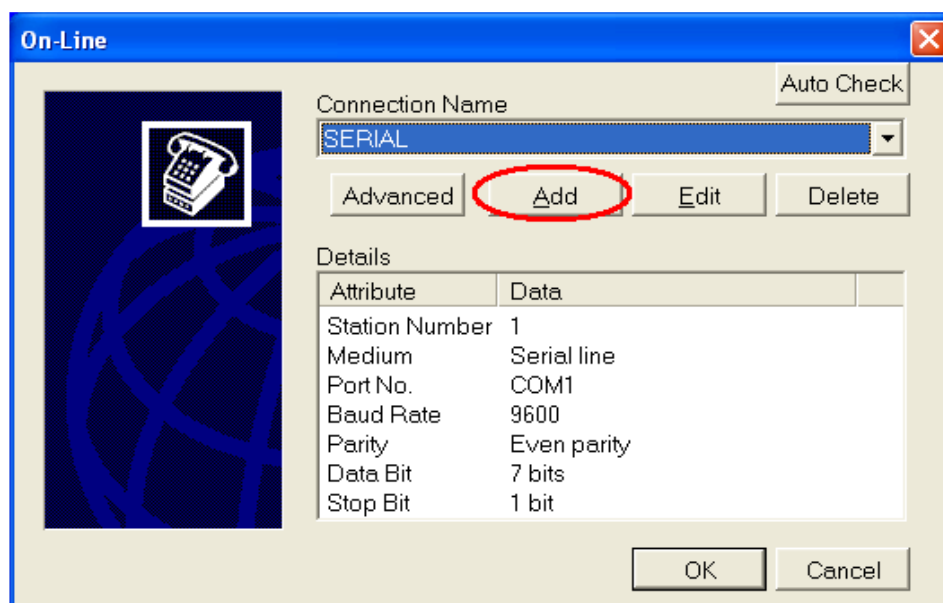 On-Line
Auto Check
Connection Name
SERIAL
Advanced Add Edit Delete
Details
Attribute Data
Station Number 1
Medium Serial line
Port No. COM1
Baud Rate 9600
Parity Even parity
Data Bit 7 bits
Stop Bit 1 bit
OK Cancel